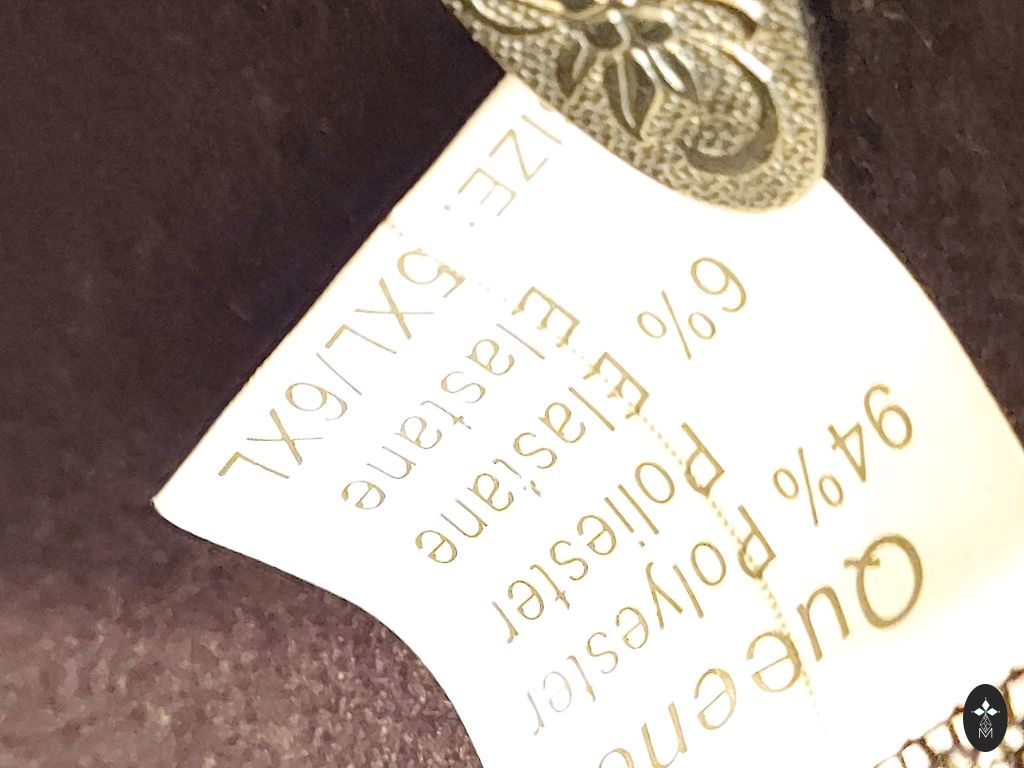 Queen
94% Polyester
Poliester
6% Elastane
Elastane
IZE: 5XL/6XL